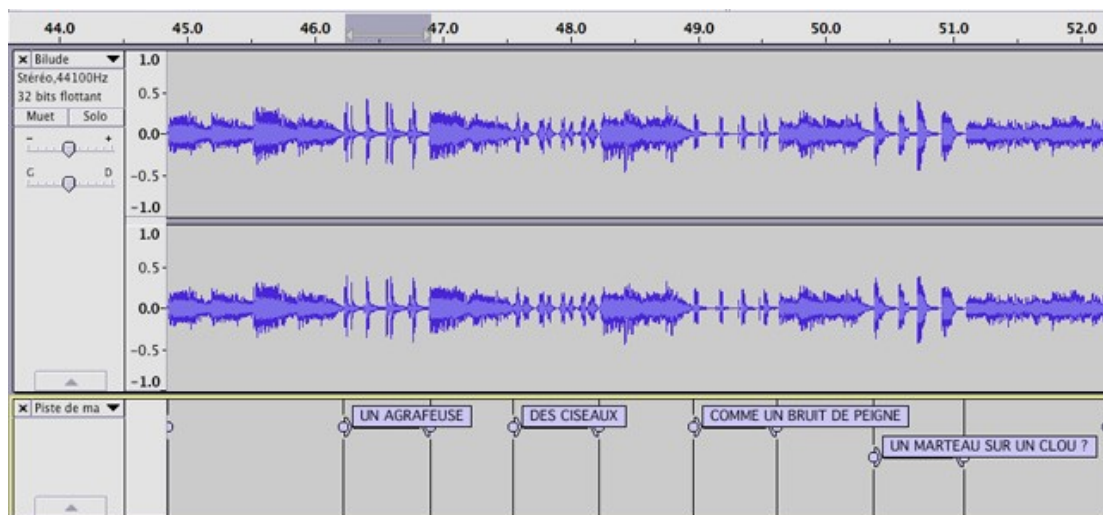 44.0 45.0 46.0 47.0 48.0 49.0 50.0 51.0 52.0
Bilude
Stéréo,44100Hz
32 bits flottant
Muet Solo
- +
G D
1.0
0.5
0.0
-0.5
-1.0
1.0
0.5
0.0
-0.5
-1.0
Piste de ma
UN AGRAFEUSE
DES CISEAUX
COMME UN BRUIT DE PEIGNE
UN MARTEAU SUR UN CLOU ?